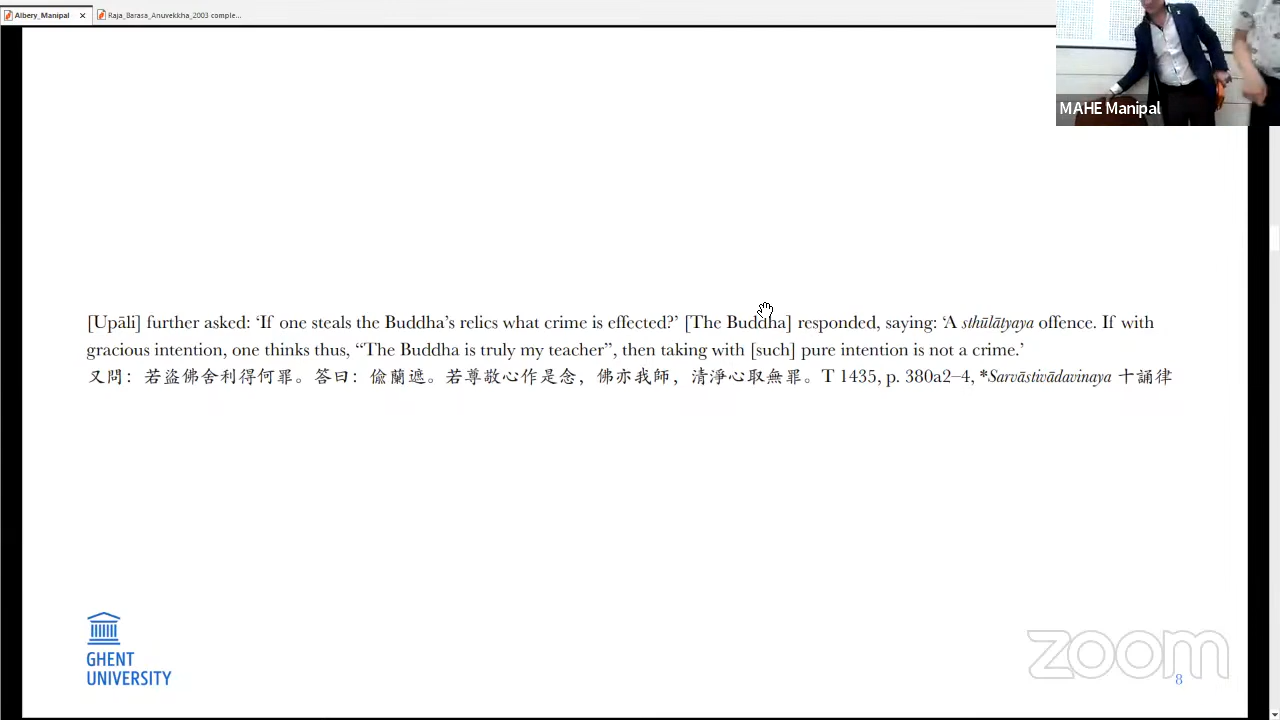 Albery_Manipal
Raja_Barasa_Anuvekkha_2003 comple...
MAHE Manipal
[Upāli] further asked: ‘If one steals the Buddha’s relics what crime is effected?’ [The Buddha] responded, saying: ‘A sthūlātyaya offence. If with
gracious intention, one thinks thus, “The Buddha is truly my teacher”, then taking with [such] pure intention is not a crime.’
又問：若盜佛舍利得何罪。答曰：偷蘭遮。若尊敬心作是念，佛亦我師，清淨心取無罪。T 1435, p. 380a2–4, *Sarvāstivādavinaya 十誦律
GHENT
UNIVERSITY
zoom
8